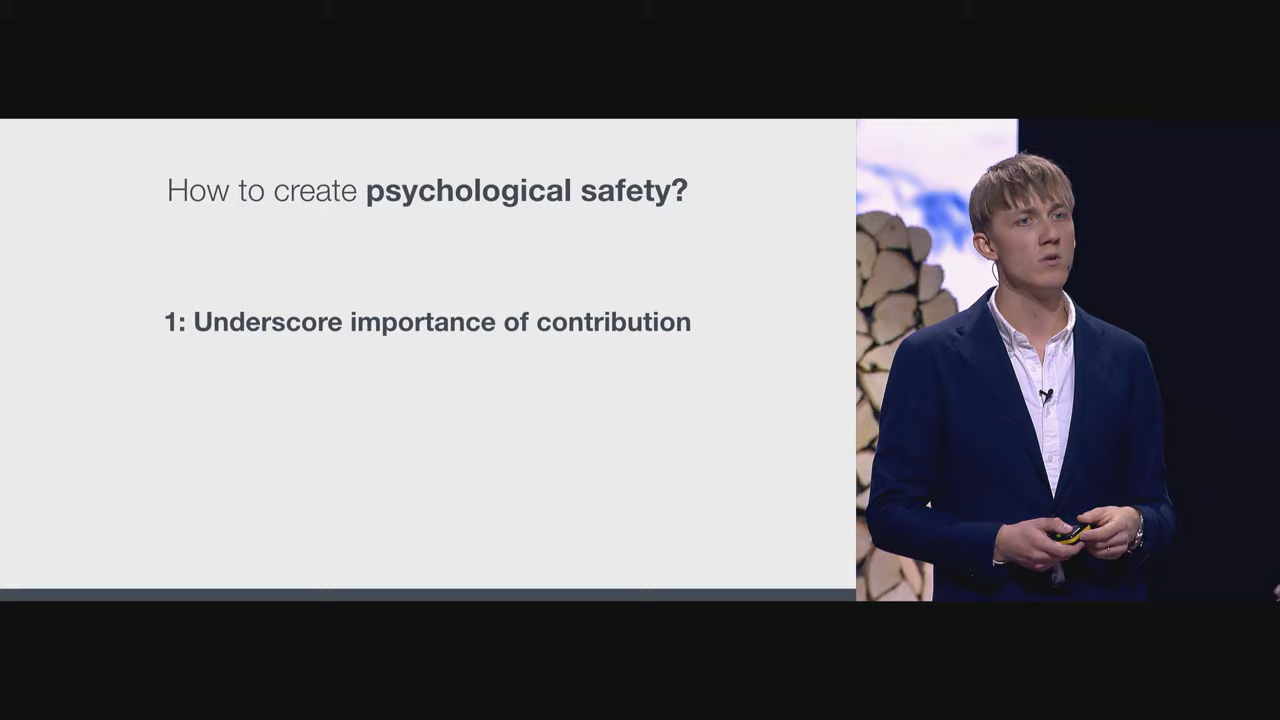 How to create psychological safety?
1: Underscore importance of contribution